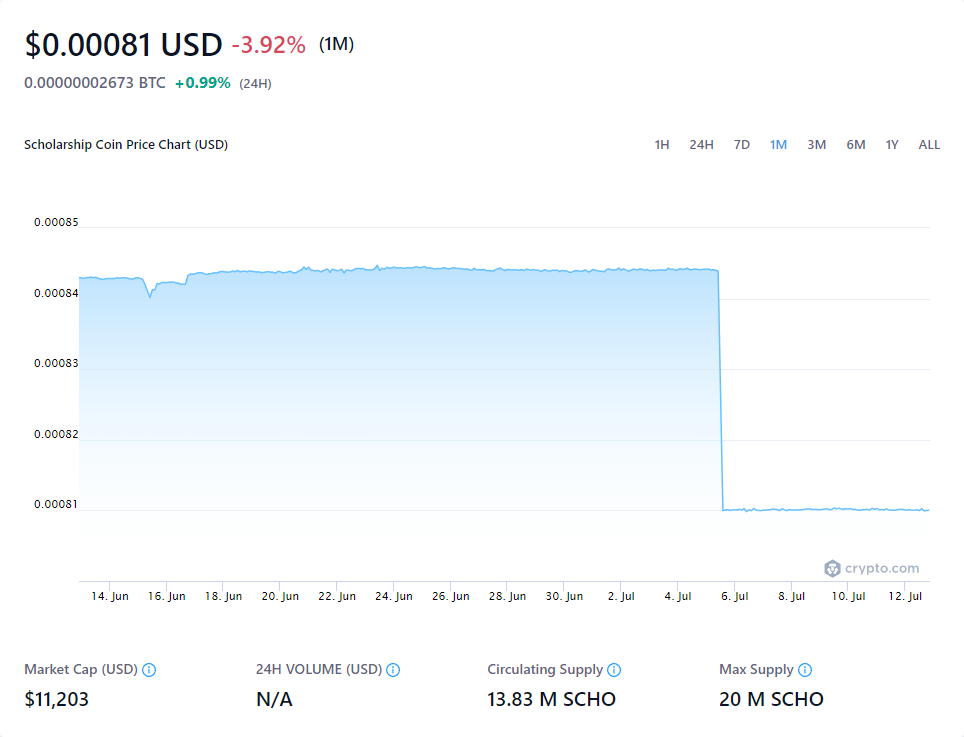 $0.00081 USD -3.92% (1M)
0.00000002673 BTC +0.99% (24H)
Scholarship Coin Price Chart (USD) 1H 24H 7D 1M 3M 6M 1Y ALL
0.00085
0.00084
0.00083
0.00082
0.00081
crypto.com
14. Jun 16. Jun 18. Jun 20. Jun 22. Jun 24. Jun 26. Jun 28. Jun 30. Jun 2. Jul 4. Jul 6. Jul 8. Jul 10. Jul 12. Jul
Market Cap (USD) 24H VOLUME (USD) Circulating Supply Max Supply
$11,203 N/A 13.83 M SCHO 20 M SCHO